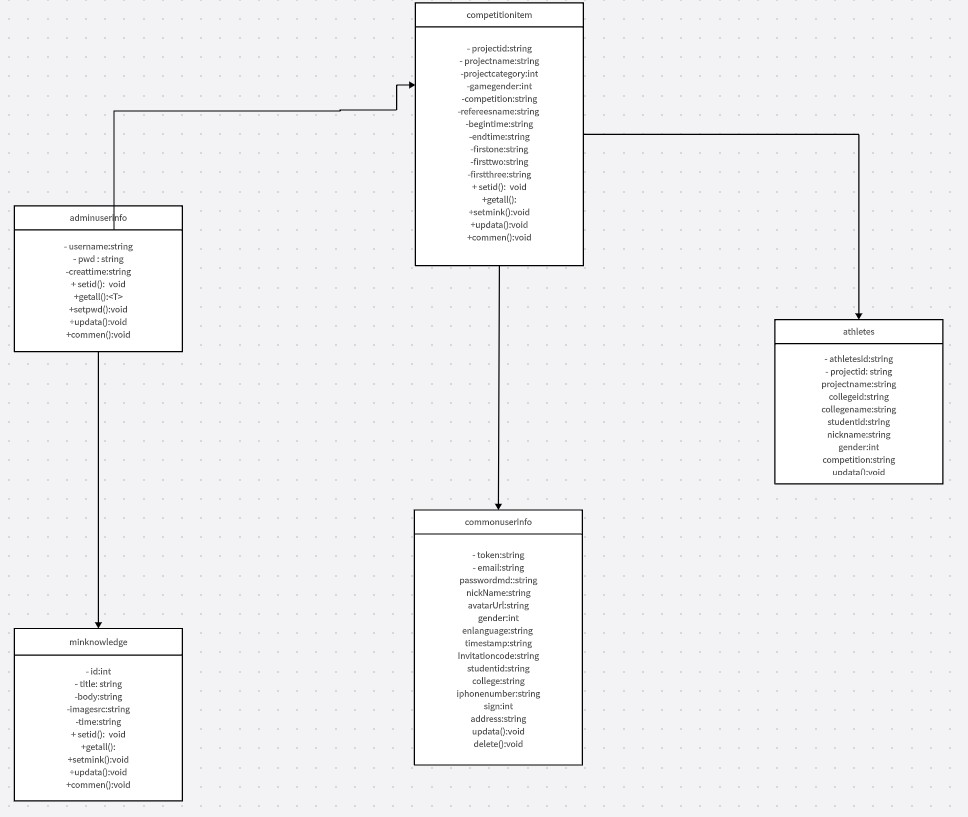 competitionitem
- projectid:string
- projectname:string
-projectcategory:int
-gamegender:int
-competition:string
-refereesname:string
-begintime:string
-endtime:string
-firstone:string
-firsttwo:string
-firstthree:string
+ setid():  void
+getall():
+setmink():void
+updata():void
+commen():void
adminuserinfo
- username:string
- pwd : string
-creattime:string
+ setid():  void
+getall():<T>
+setpwd():void
+updata():void
+commen():void
athletes
- athletesid:string
- projectid: string
projectname:string
collegeid:string
collegename:string
studentid:string
nickname:string
gender:int
competition:string
updata():void
commonuserinfo
- token:string
- email:string
passwordmd::string
nickName:string
avatarUrl:string
gender:int
enlanguage:string
timestamp:string
invitationcode:string
studentid:string
college:string
iphonenumber:string
sign:int
address:string
updata():void
delete():void
minknowledge
- id:int
- title: string
-body:string
-imagesrc:string
-time:string
+ setid():  void
+getall():
+setmink():void
+updata():void
+commen():void